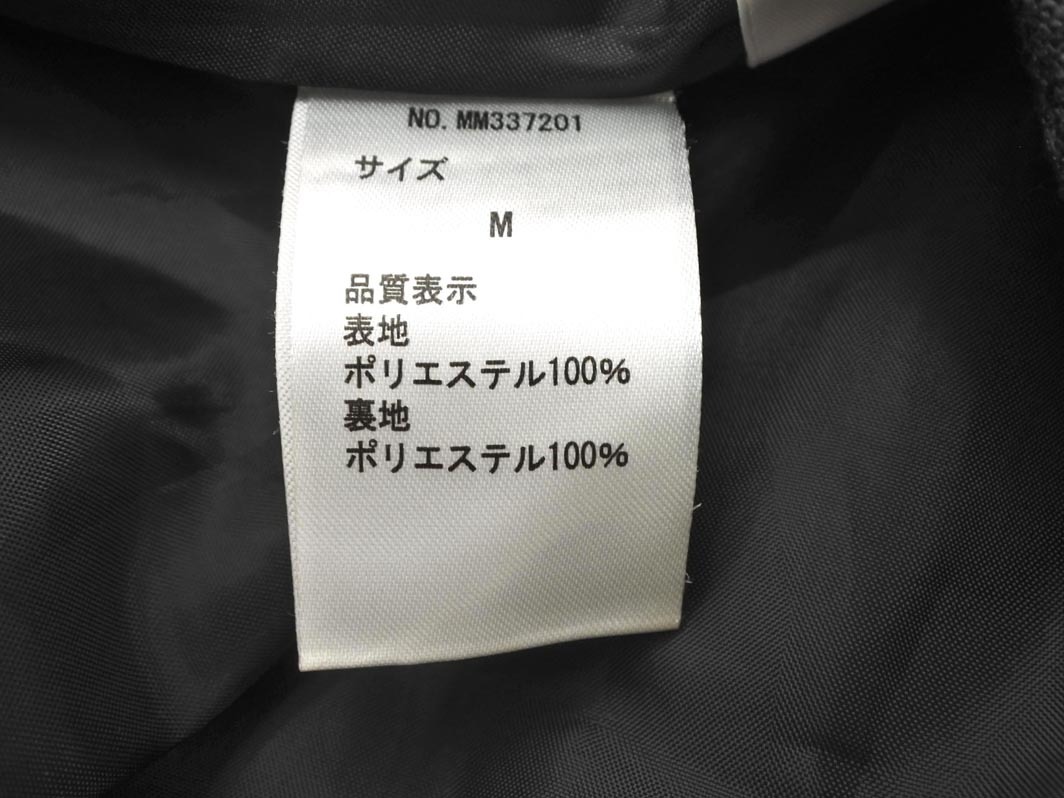 NO. MM337201
サイズ
M
品質表示
表地
ポリエステル100%
裏地
ポリエステル100%